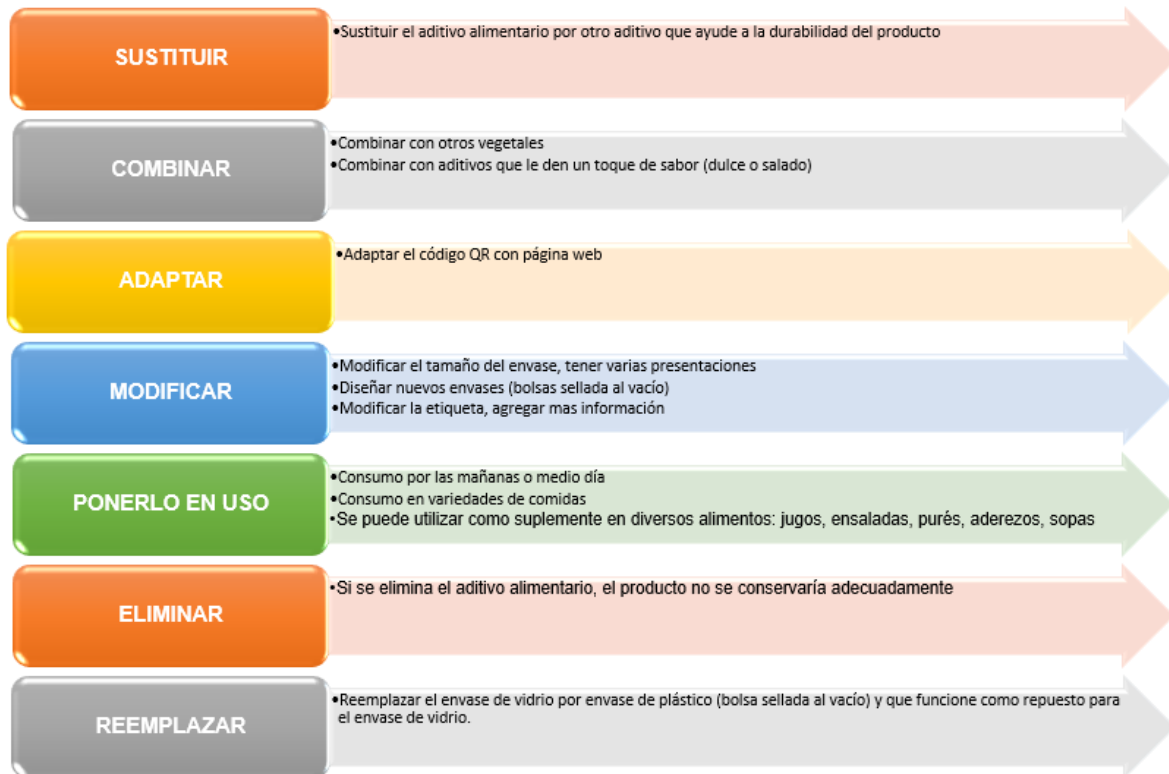 SUSTITUIR
•Sustituir el aditivo alimentario por otro aditivo que ayude a la durabilidad del producto
COMBINAR
•Combinar con otros vegetales
•Combinar con aditivos que le den un toque de sabor (dulce o salado)
ADAPTAR
•Adaptar el código QR con página web
MODIFICAR
•Modificar el tamaño del envase, tener varias presentaciones
•Diseñar nuevos envases (bolsas sellada al vacío)
•Modificar la etiqueta, agregar mas información
PONERLO EN USO
•Consumo por las mañanas o medio día
•Consumo en variedades de comidas
•Se puede utilizar como suplemente en diversos alimentos: jugos, ensaladas, purés, aderezos, sopas
ELIMINAR
•Si se elimina el aditivo alimentario, el producto no se conservaría adecuadamente
REEMPLAZAR
•Reemplazar el envase de vidrio por envase de plástico (bolsa sellada al vacío) y que funcione como repuesto para
el envase de vidrio.